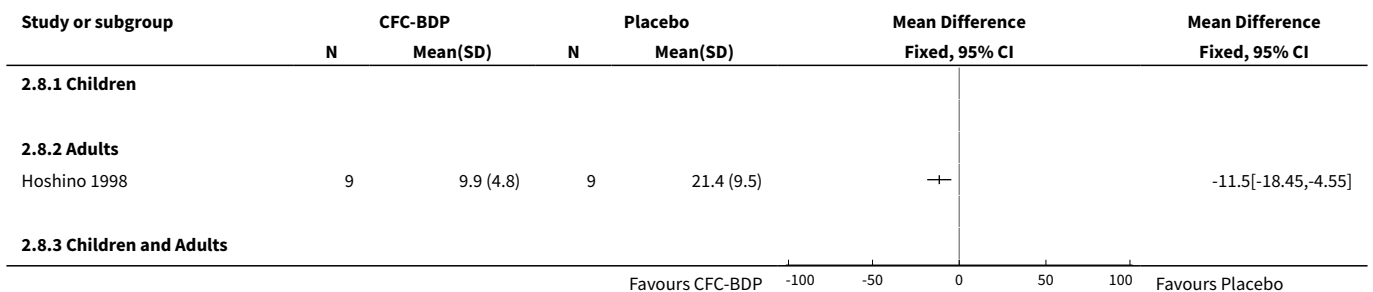 Study or subgroup CFC-BDP Placebo Mean Difference Mean Difference
N Mean(SD) N Mean(SD) Fixed, 95% CI Fixed, 95% CI
2.8.1 Children
2.8.2 Adults
Hoshino 1998 9 9.9 (4.8) 9 21.4 (9.5) -11.5[-18.45,-4.55]
2.8.3 Children and Adults
Favours CFC-BDP -100 -50 0 50 100 Favours Placebo